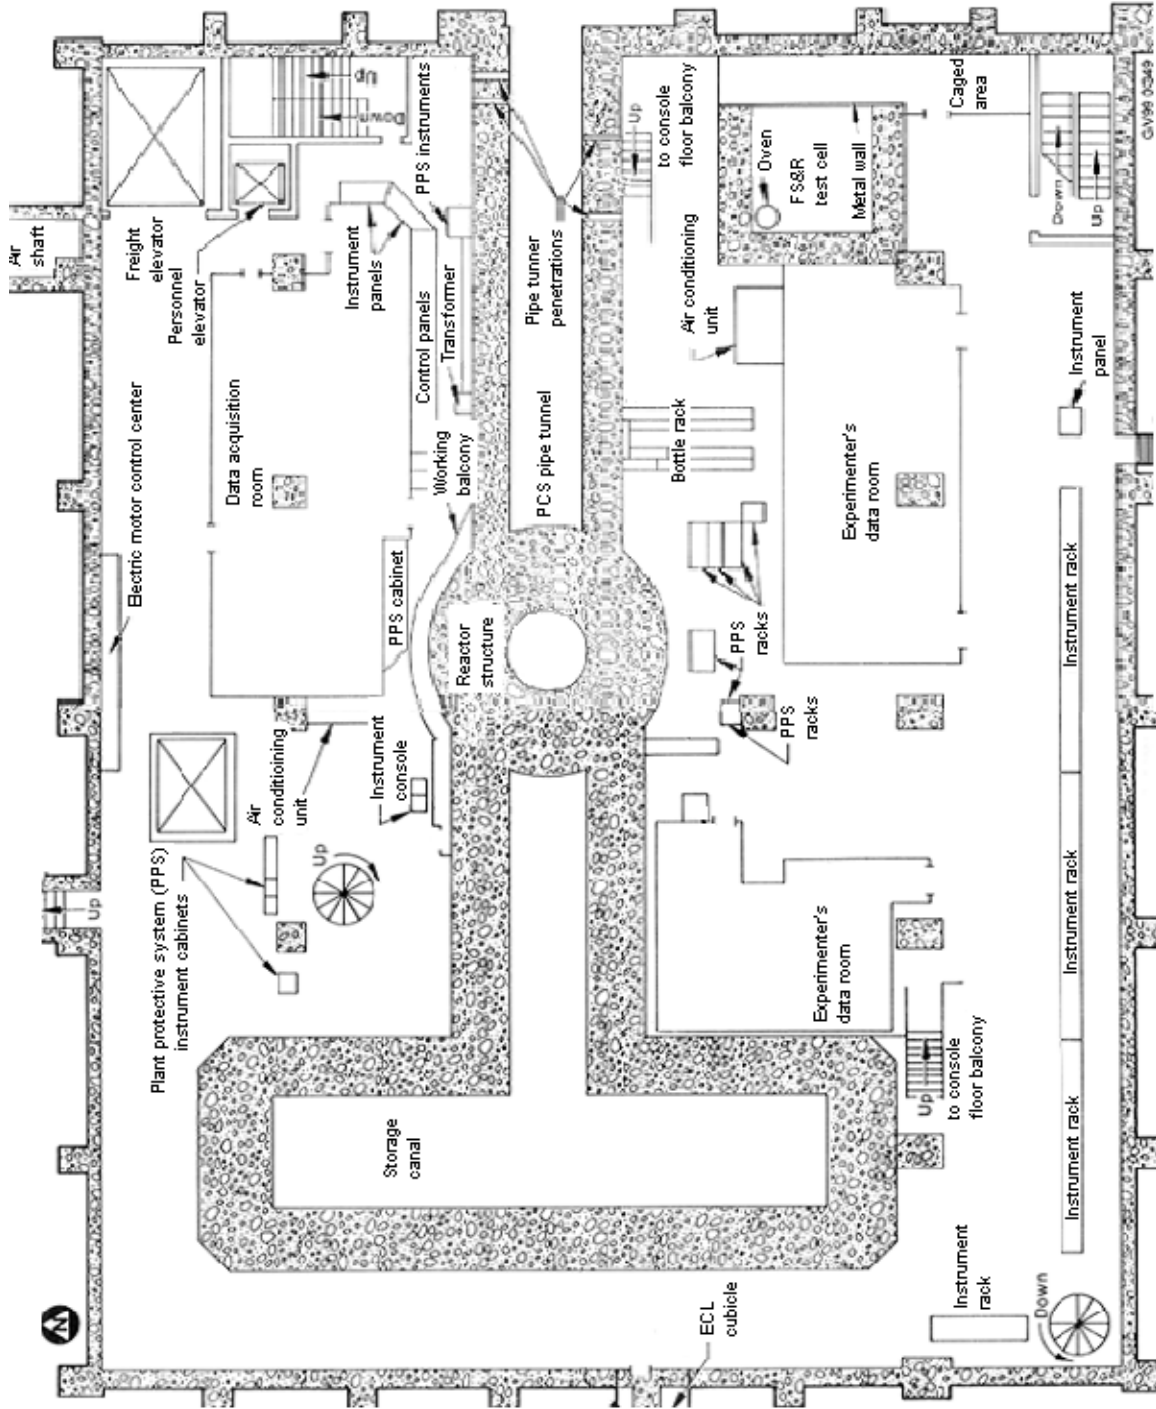 N
Up
Plant protective system (PPS)
instrument cabinets
Electric motor control center
Air
shaft
Freight
elevator
Personnel
elevator
Up
Down
Air
conditioining
unit
Up
Data acquisition
room
Instrument
panels
PPS instruments
Instrument
console
PPS cabinet
Control panels
Transformer
Working
balcony
Storage
canal
Reactor
structure
PCS pipe tunnel
Pipe tunner
penetrations
Up
to console
floor balcony
ECL
cubicle
PPS
racks
PPS
racks
Bottle rack
Air conditioning
unit
Oven
FS&R
test cell
Metal wall
Experimenter's
data room
Experimenter's
data room
Up
to console
floor balcony
Caged
area
Down
Up
Instrument
rack
Down
Instrument rack
Instrument rack
Instrument rack
Instrument
panel
GV99 0349